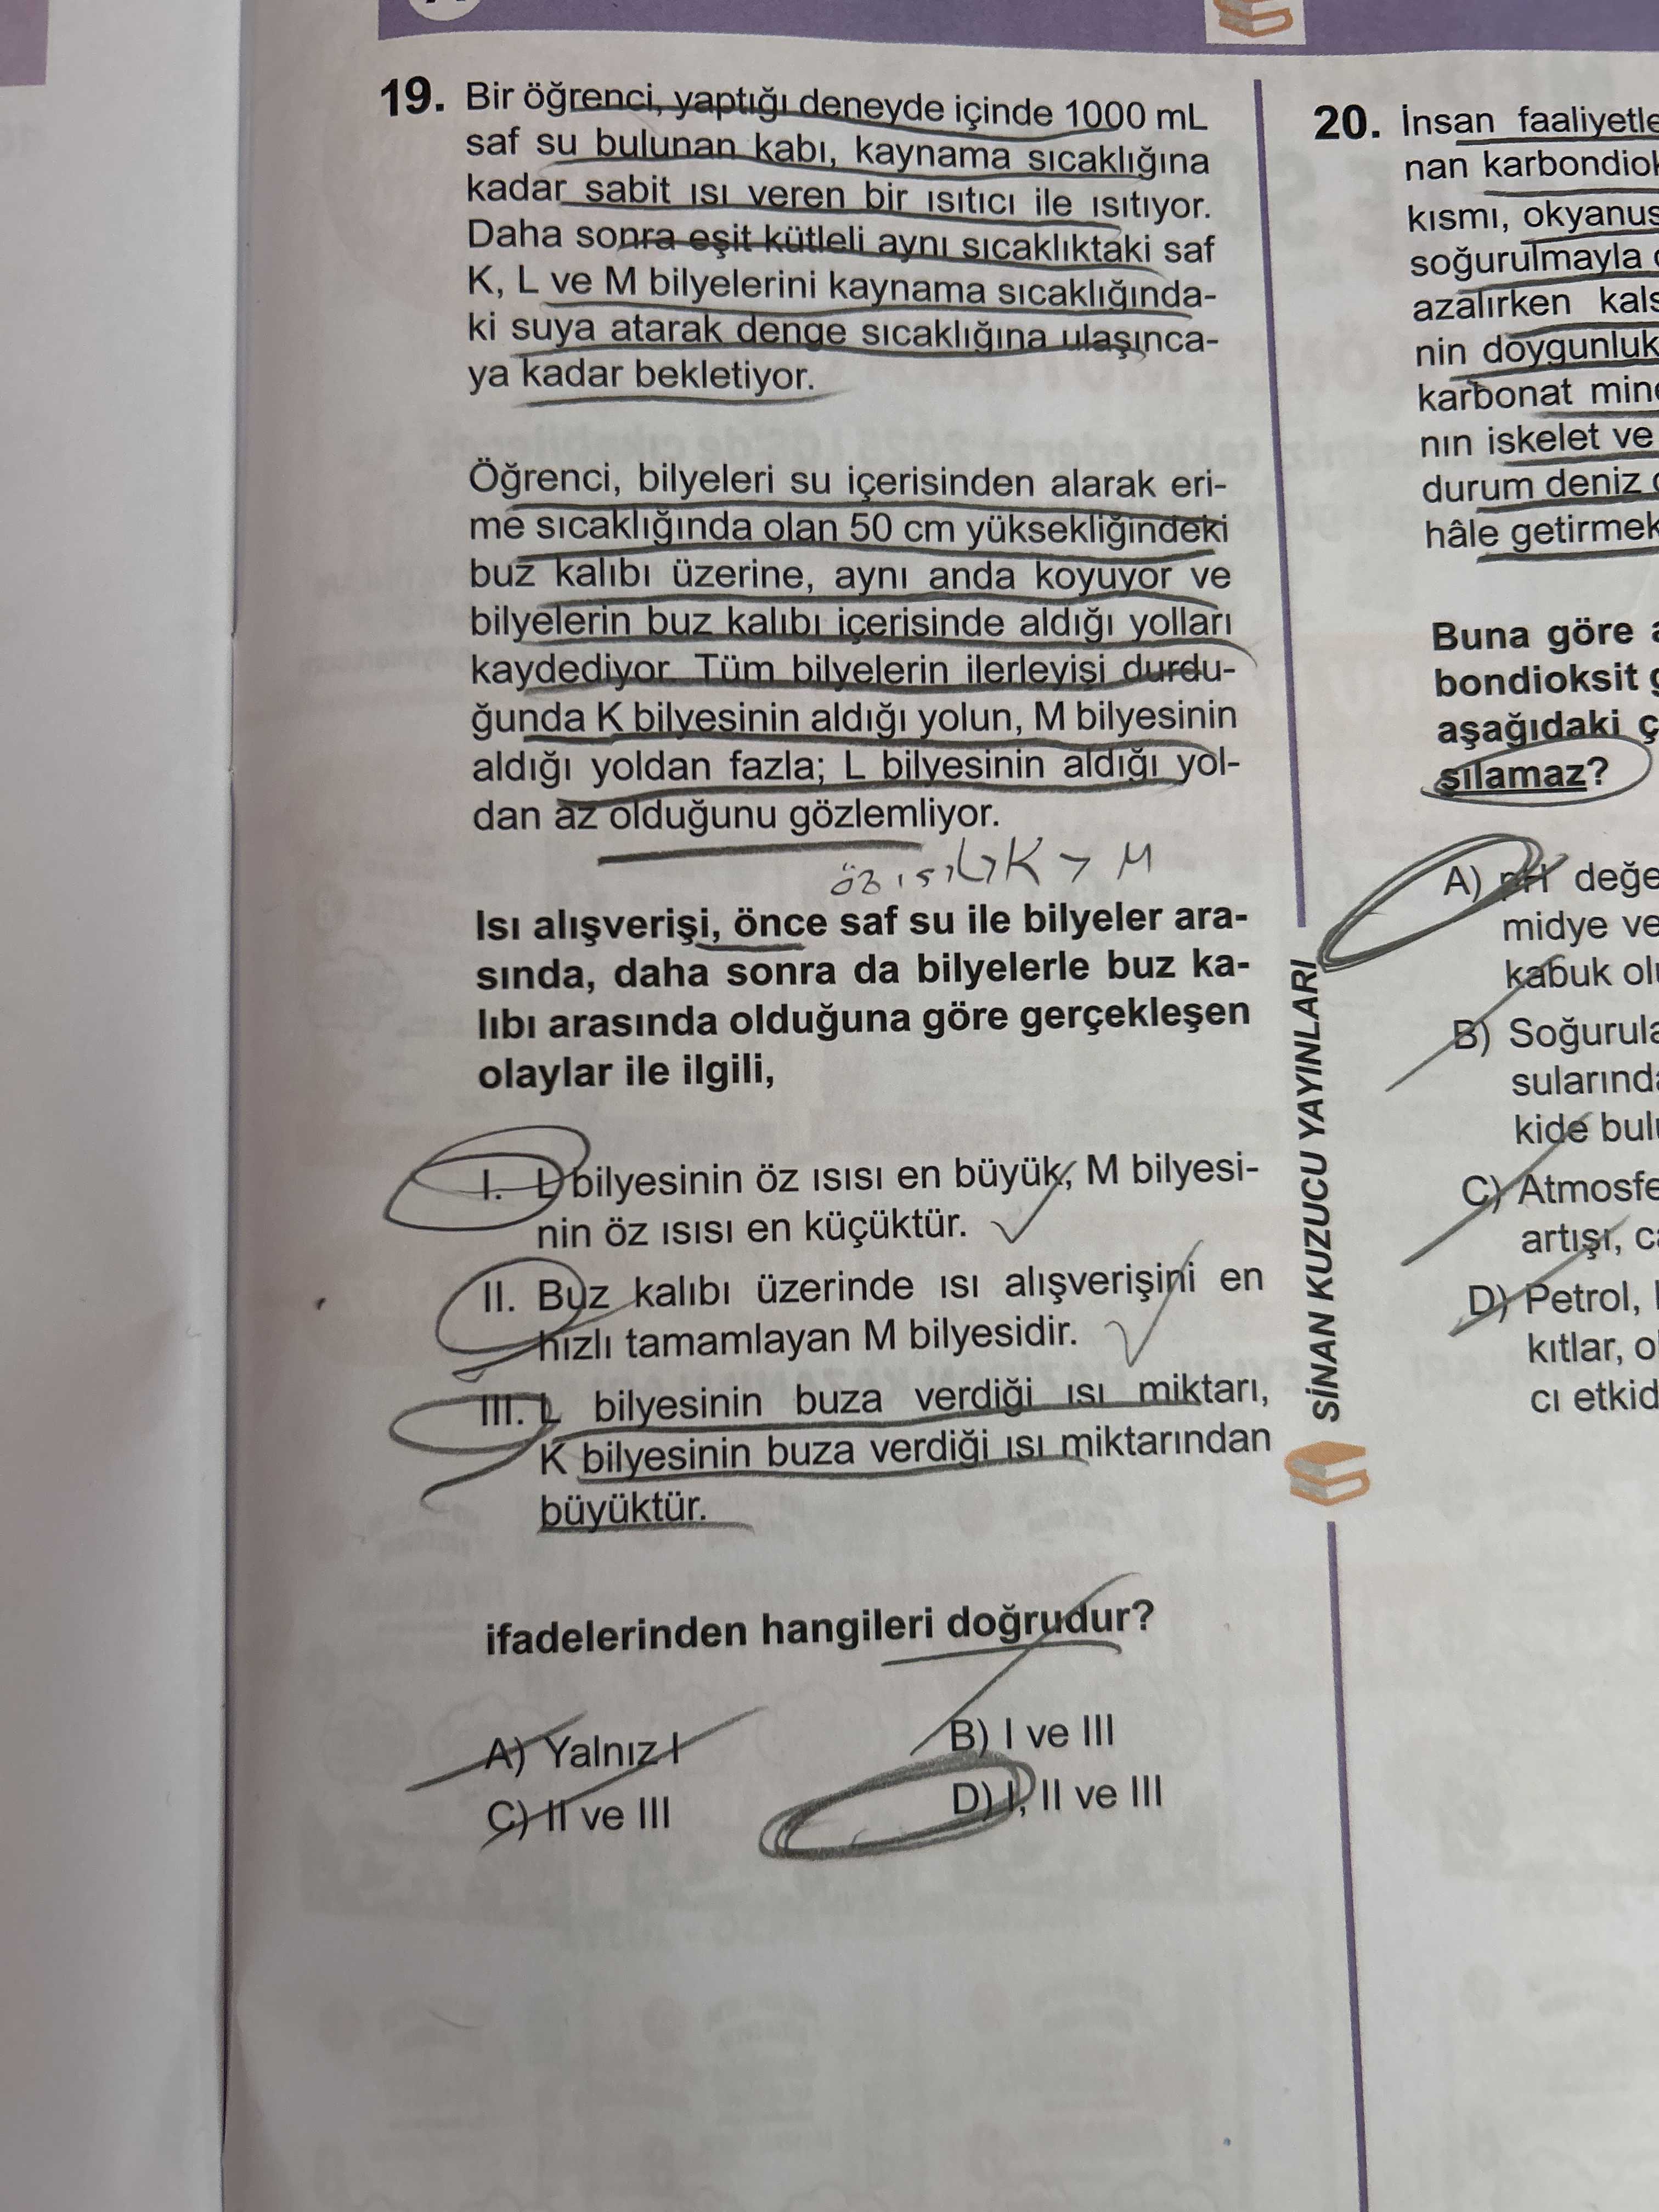 19. Bir öğrenci, yaptığı deneyde içinde 1000 mL
saf su bulunan kabı, kaynama sıcaklığına
kadar sabit ısı veren bir ısıtıcı ile ısıtıyor.
Daha sonra eşit kütleli aynı sıcaklıktaki saf
K, L ve M bilyelerini kaynama sıcaklığında-
ki suya atarak denge sıcaklığına ulaşınca-
ya kadar bekletiyor.
Öğrenci, bilyeleri su içerisinden alarak eri-
me sıcaklığında olan 50 cm yüksekliğindeki
buz kalıbı üzerine, aynı anda koyuyor ve
bilyelerin buz kalıbı içerisinde aldığı yolları
kaydediyor. Tüm bilyelerin ilerleyişi durdu-
ğunda K bilyesinin aldığı yolun, M bilyesinin
aldığı yoldan fazla; L bilyesinin aldığı yol-
dan az olduğunu gözlemliyor.
öz ısı L > K > M
Isı alışverişi, önce saf su ile bilyeler ara-
sında, daha sonra da bilyelerle buz ka-
lıbı arasında olduğuna göre gerçekleşen
olaylar ile ilgili,
I. L bilyesinin öz ısısı en büyük, M bilyesi-
nin öz ısısı en küçüktür.
II. Buz kalıbı üzerinde ısı alışverişini en
hızlı tamamlayan M bilyesidir.
III. L bilyesinin buza verdiği ısı miktarı,
K bilyesinin buza verdiği ısı miktarından
büyüktür.
ifadelerinden hangileri doğrudur?
A) Yalnız I
B) I ve III
C) II ve III
D) I, II ve III
SİNAN KUZUCU YAYINLARI
20. İnsan faaliyetle
nan karbondiok
kısmı, okyanus
soğurulmayla
azalırken kals
nin doygunluk
karbonat mine
nın iskelet ve
durum deniz
hâle getirmek
Buna göre a
bondioksit g
aşağıdaki ç
şılamaz?
A) pH değe
midye ve
kabuk olu
B) Soğurula
sularında
kide bulu
C) Atmosfe
artışı, ca
D) Petrol,
kıtlar, ol
cı etkid